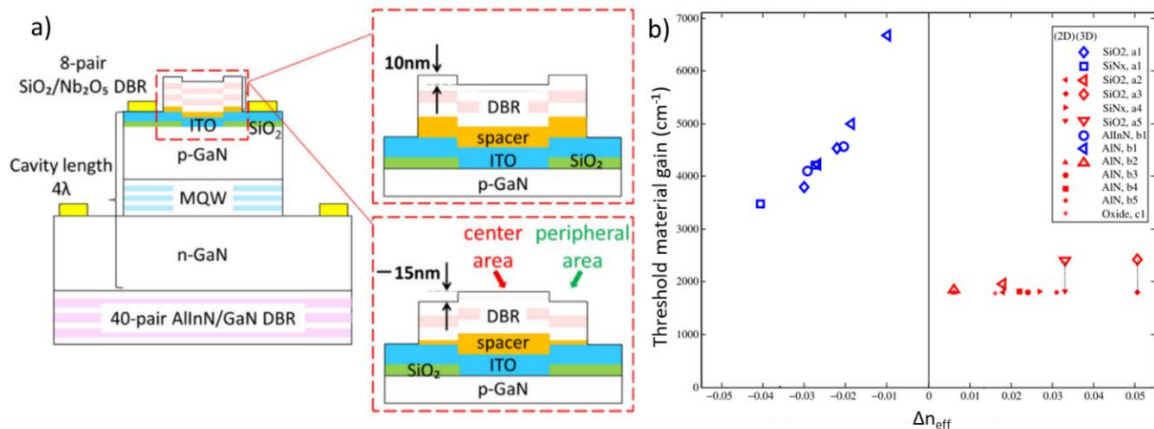 a)
8-pair
SiO₂/Nb₂O₅ DBR
ITO
SiO₂
p-GaN
Cavity length
4λ
MQW
n-GaN
40-pair AlInN/GaN DBR
10nm
DBR
spacer
ITO
SiO₂
p-GaN
center
area
peripheral
area
—15nm
DBR
spacer
SiO₂
ITO
p-GaN
b)
Threshold material gain (cm⁻¹)
7000
6000
5000
4000
3000
2000
1000
0
-0.05
-0.04
-0.03
-0.02
-0.01
0
0.01
0.02
0.03
0.04
0.05
Δn_eff
(2D)(3D)
SiO2, a1
SiNx, a1
SiO2, a2
SiO2, a3
SiNx, a4
SiO2, a5
AlInN, b1
AlN, b1
AlN, b2
AlN, b3
AlN, b4
AlN, b5
Oxide, c1